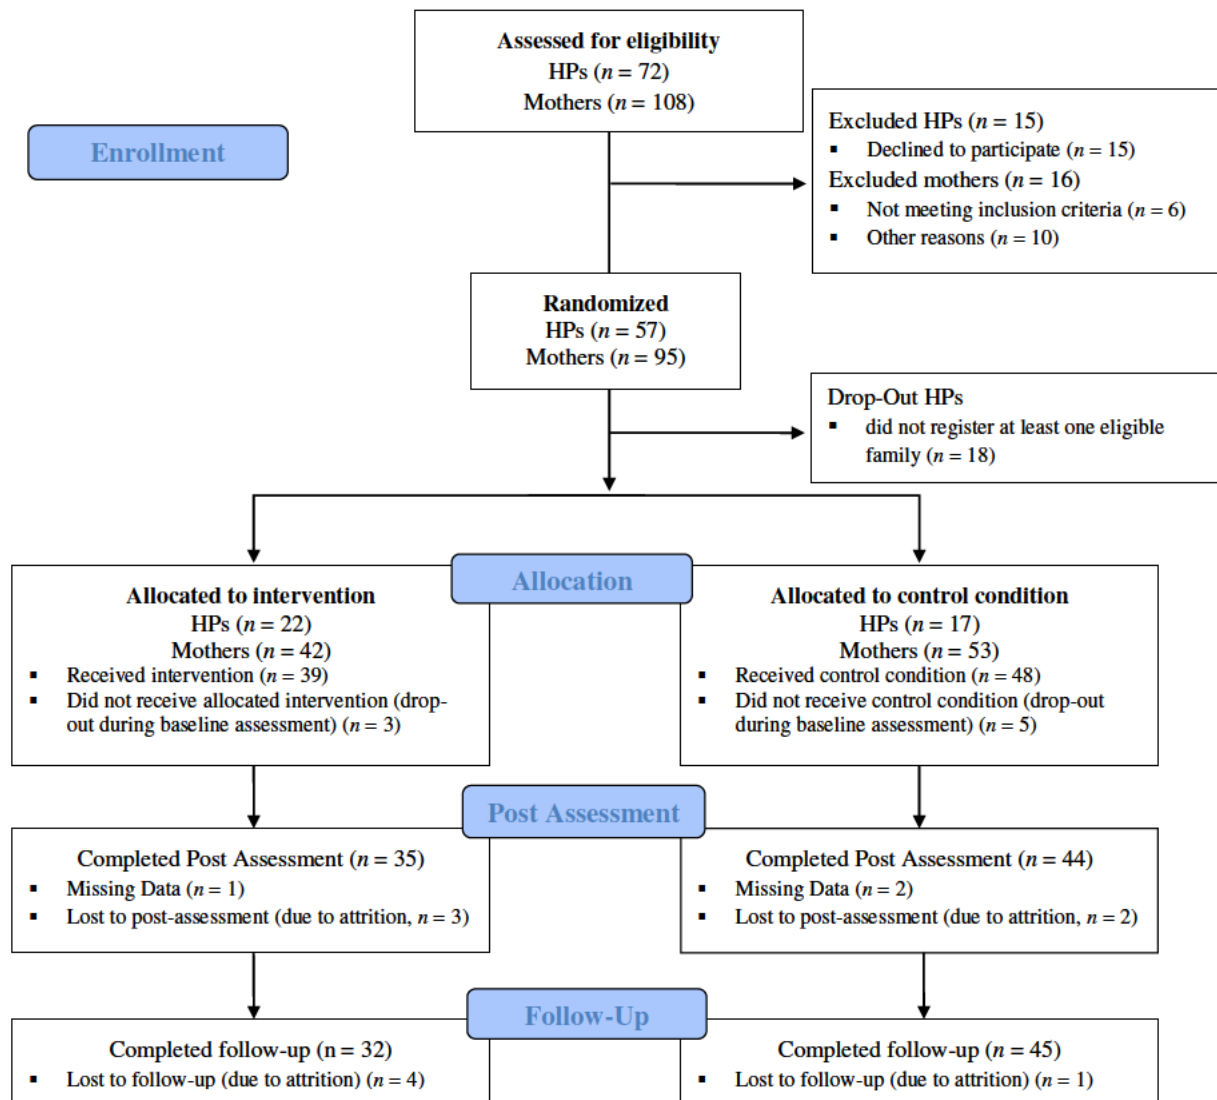 Assessed for eligibility
HPs (n = 72)
Mothers (n = 108)
Enrollment
Excluded HPs (n = 15)
▪ Declined to participate (n = 15)
Excluded mothers (n = 16)
▪ Not meeting inclusion criteria (n = 6)
▪ Other reasons (n = 10)
Randomized
HPs (n = 57)
Mothers (n = 95)
Drop-Out HPs
▪ did not register at least one eligible
family (n = 18)
Allocation
Allocated to intervention
HPs (n = 22)
Mothers (n = 42)
▪ Received intervention (n = 39)
▪ Did not receive allocated intervention (drop-
out during baseline assessment) (n = 3)
Allocated to control condition
HPs (n = 17)
Mothers (n = 53)
▪ Received control condition (n = 48)
▪ Did not receive control condition (drop-out
during baseline assessment) (n = 5)
Post Assessment
Completed Post Assessment (n = 35)
▪ Missing Data (n = 1)
▪ Lost to post-assessment (due to attrition, n = 3)
Completed Post Assessment (n = 44)
▪ Missing Data (n = 2)
▪ Lost to post-assessment (due to attrition, n = 2)
Follow-Up
Completed follow-up (n = 32)
▪ Lost to follow-up (due to attrition) (n = 4)
Completed follow-up (n = 45)
▪ Lost to follow-up (due to attrition) (n = 1)